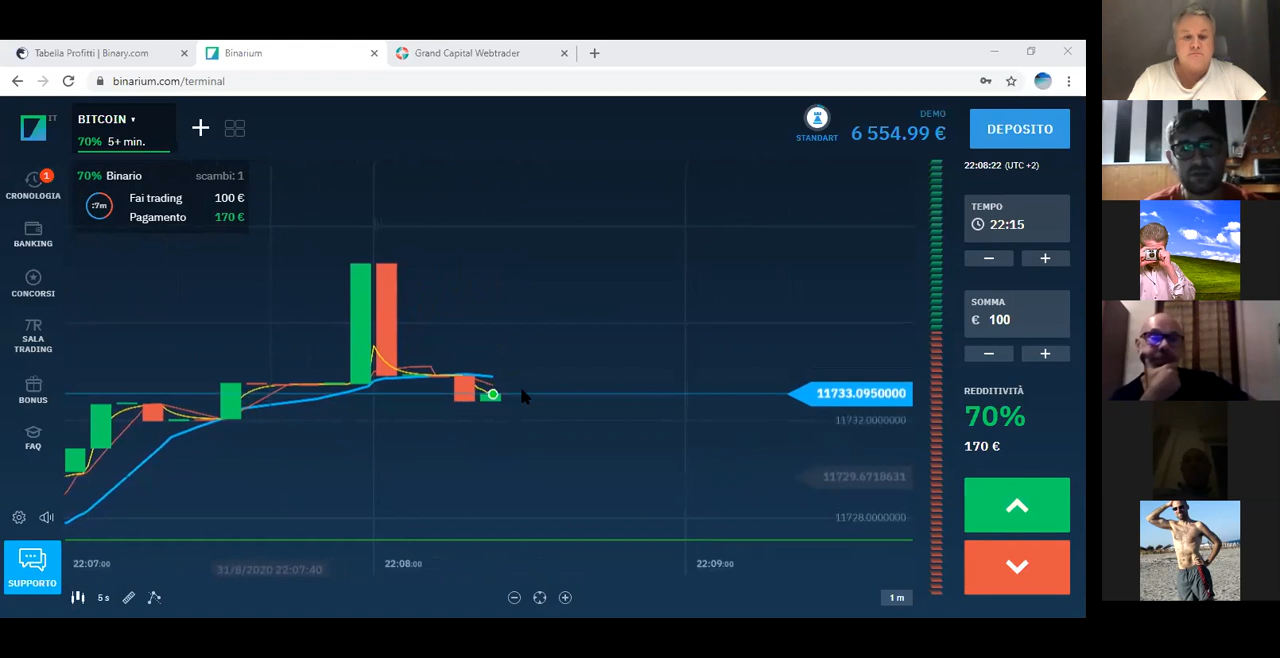 Tabella Profitti | Binary.com
Binarium
Grand Capital Webtrader
binarium.com/terminal
IT
BITCOIN
70% 5+ min.
STANDART
DEMO
6 554.99 €
DEPOSITO
22:08:22 (UTC +2)
70% Binario scambi: 1
:7m
Fai trading 100 €
Pagamento 170 €
1
CRONOLOGIA
BANKING
CONCORSI
7R
SALA
TRADING
BONUS
FAQ
SUPPORTO
TEMPO
22:15
SOMMA
€ 100
REDDITIVITÀ
70%
170 €
11733.0950000
11732.0000000
11729.6718631
11728.0000000
22:07:00
31/8/2020 22:07:40
22:08:00
22:09:00
5 s
1 m